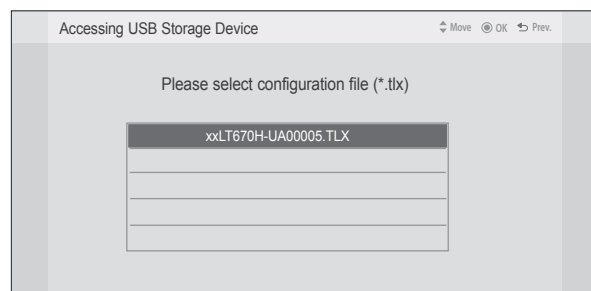 Accessing USB Storage Device Move OK Prev.
Please select configuration file (*.tlx)
xxLT670H-UA00005.TLX